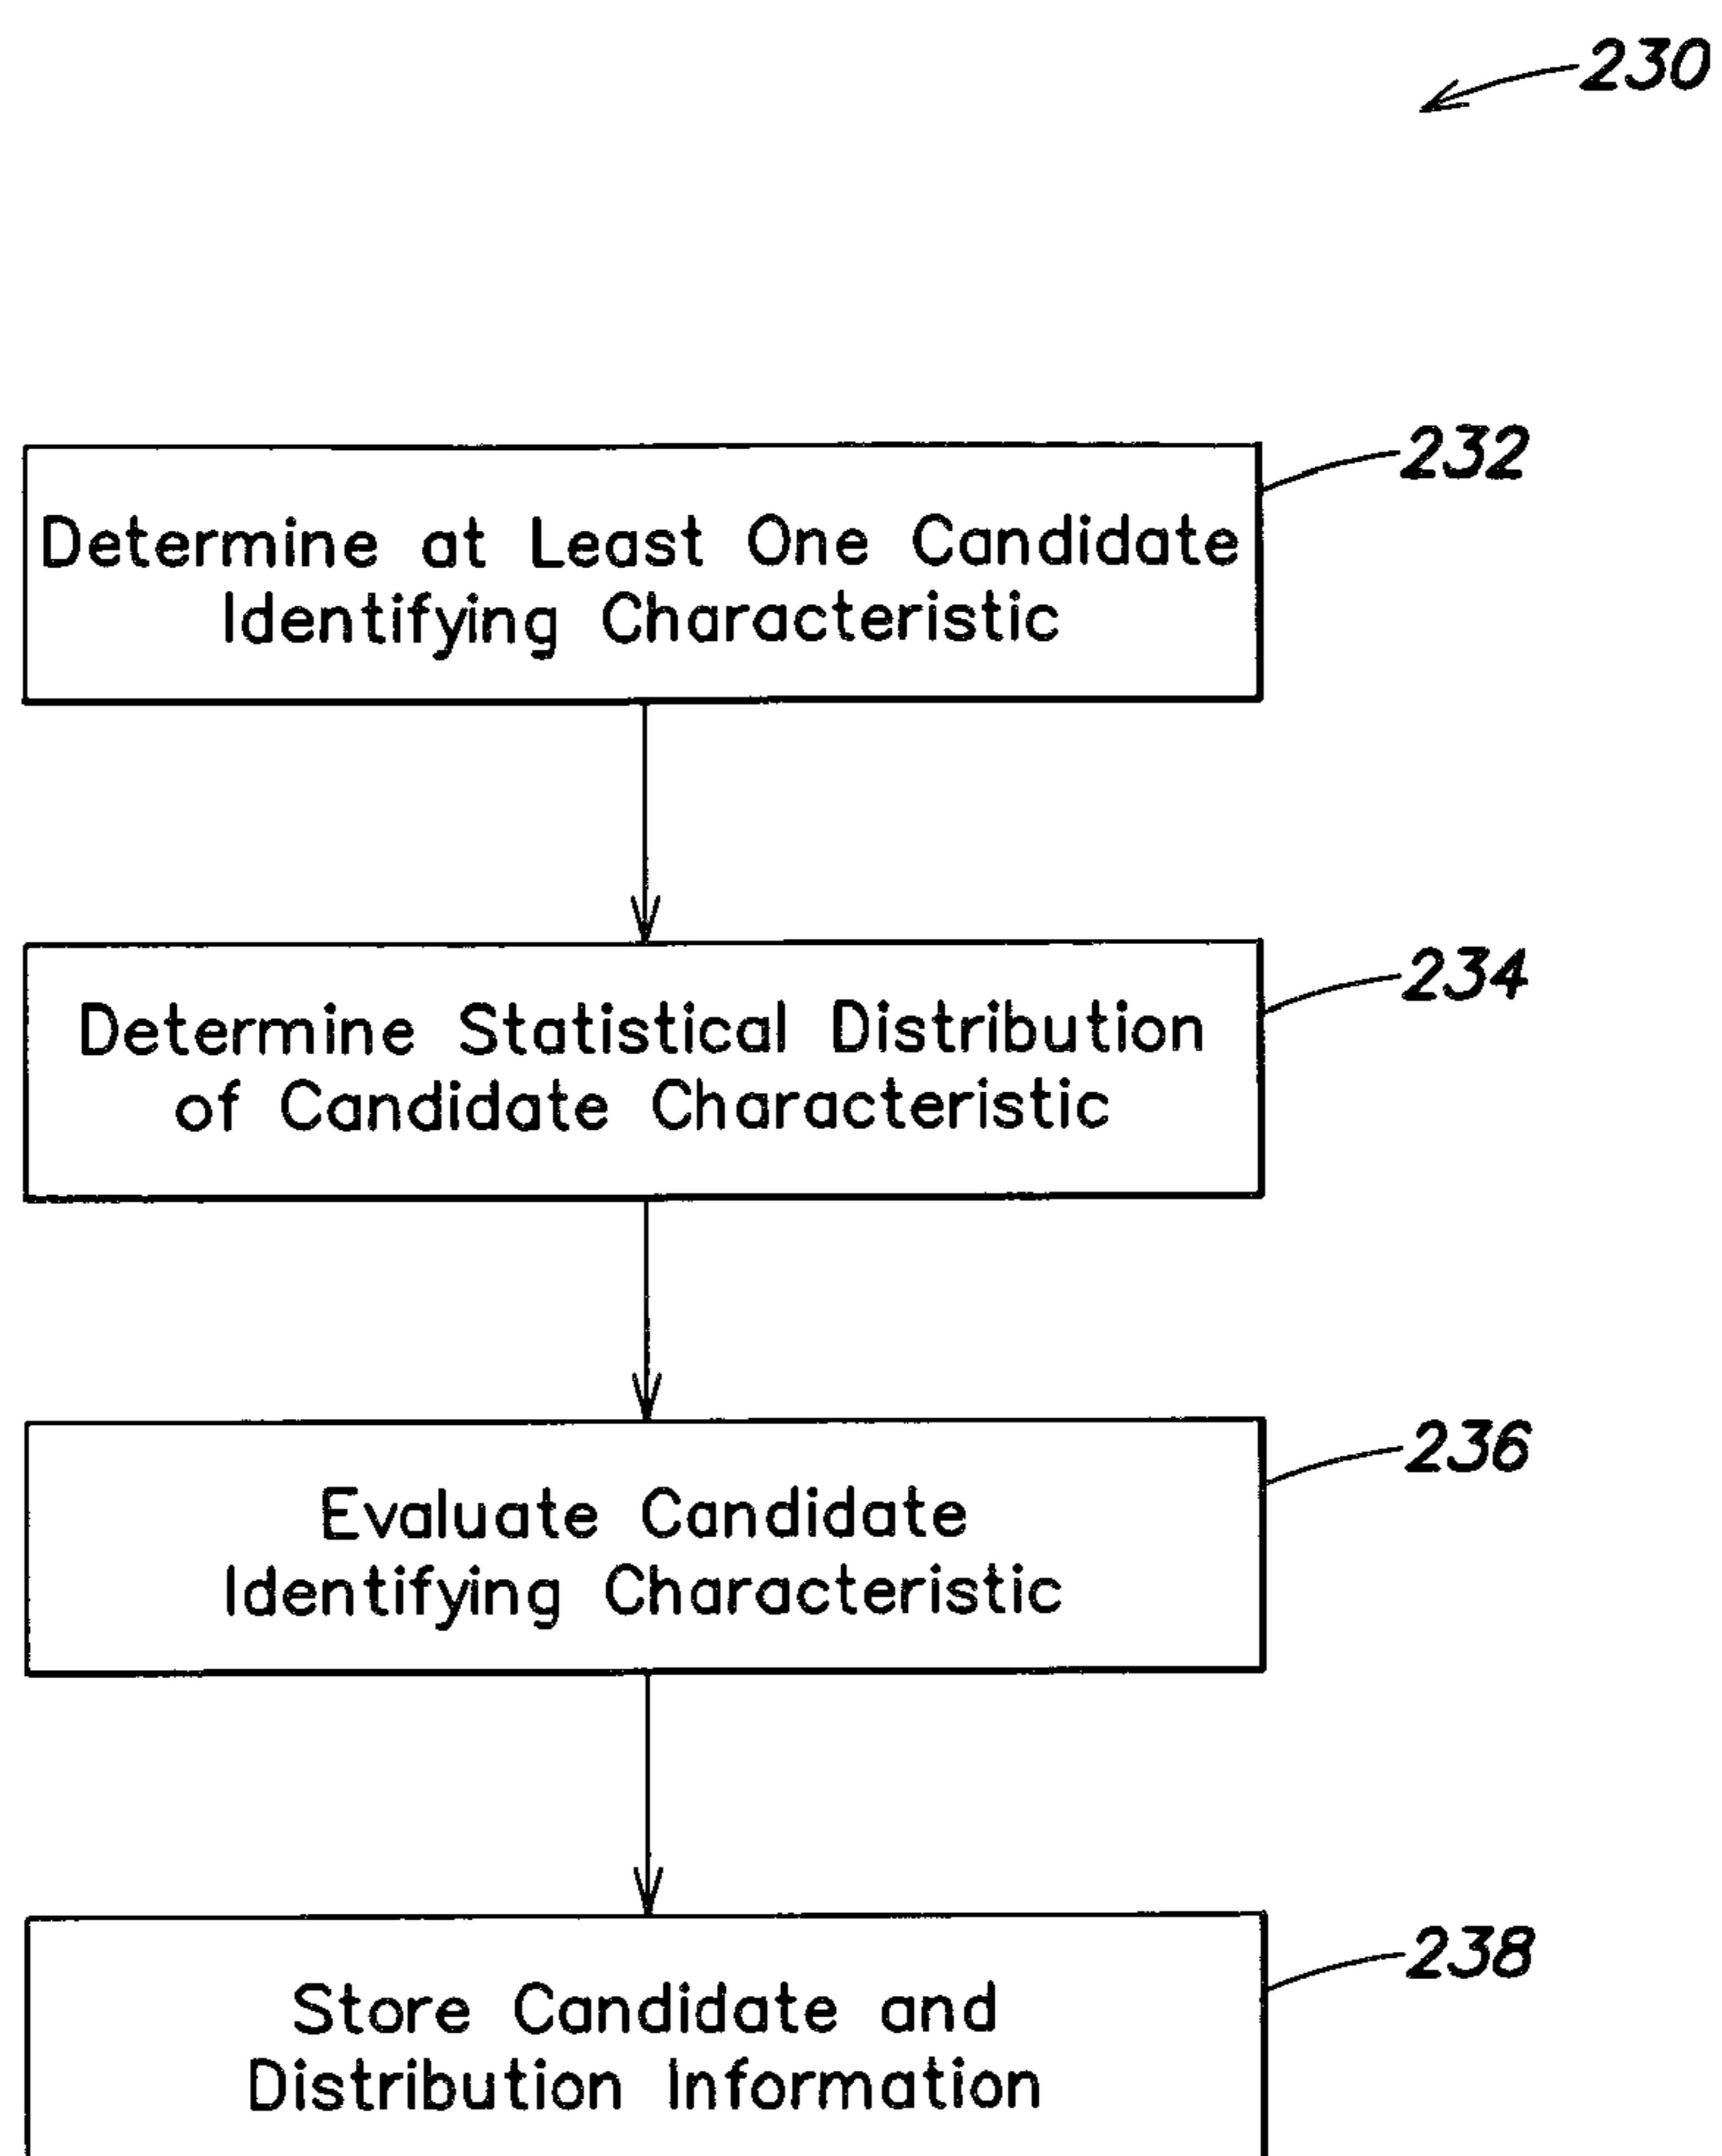 230
232
Determine at Least One Candidate
Identifying Characteristic
234
Determine Statistical Distribution
of Candidate Characteristic
236
Evaluate Candidate
Identifying Characteristic
238
Store Candidate and
Distribution Information